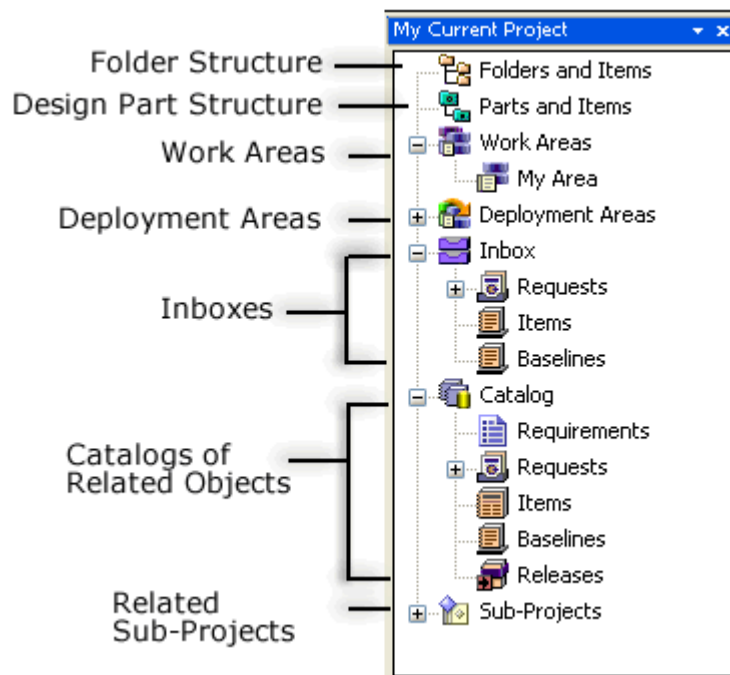 My Current Project
Folder Structure
Folders and Items
Design Part Structure
Parts and Items
Work Areas
Work Areas
My Area
Deployment Areas
Deployment Areas
Inboxes
Inbox
Requests
Items
Baselines
Catalogs of
Related Objects
Catalog
Requirements
Requests
Items
Baselines
Releases
Related
Sub-Projects
Sub-Projects